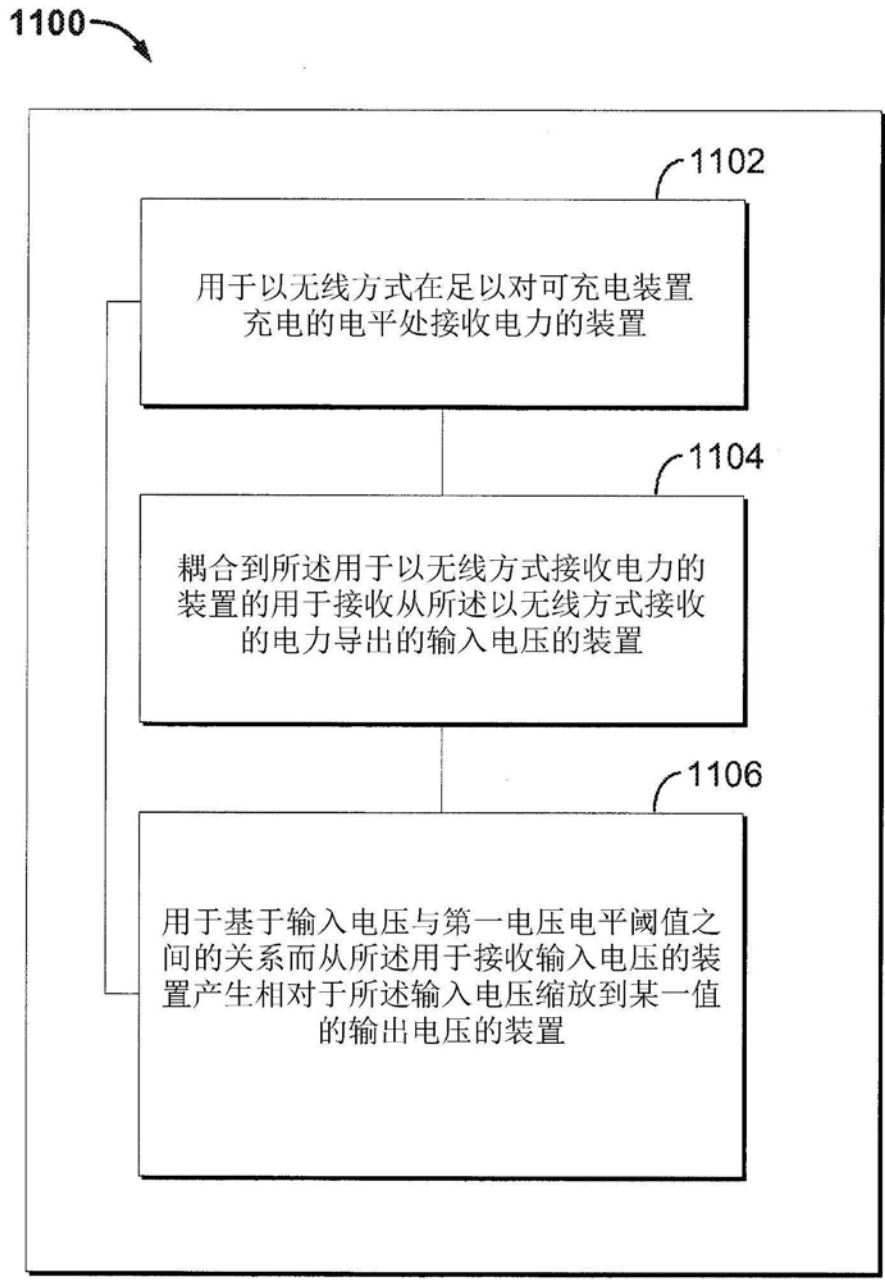 1100
1102
用于以无线方式在足以对可充电装置
充电的电平处接收电力的装置
1104
耦合到所述用于以无线方式接收电力的
装置的用于接收从所述以无线方式接收
的电力导出的输入电压的装置
1106
用于基于输入电压与第一电压电平阈值之
间的关系而从所述用于接收输入电压的装
置产生相对于所述输入电压缩放到某一值
的输出电压的装置